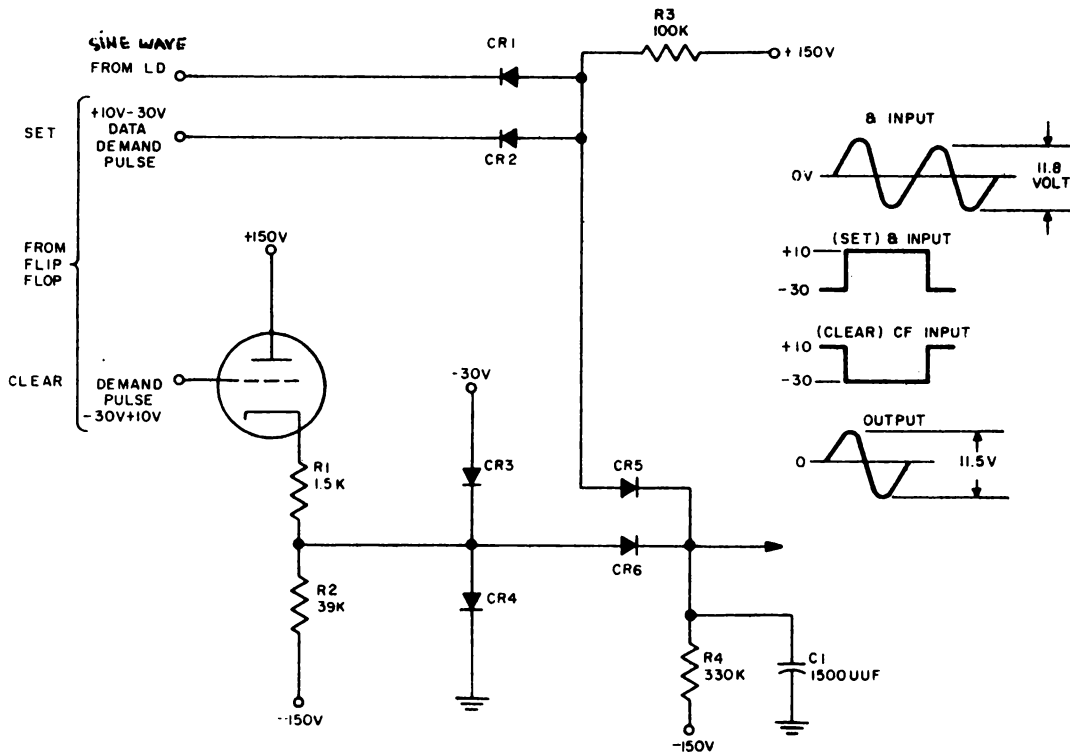 SINE WAVE
FROM LD
SET
+10V-30V
DATA
DEMAND
PULSE
FROM
FLIP
FLOP
CLEAR
DEMAND
PULSE
-30V+10V
+150V
R1
1.5K
R2
39K
--150V
CR1
CR2
R3
100K
+150V
-30V
CR3
CR4
CR5
CR6
R4
330K
-150V
C1
1500UUF
& INPUT
0V
11.8
VOLT
(SET) & INPUT
+10
-30
(CLEAR) CF INPUT
+10
-30
OUTPUT
0
11.5V